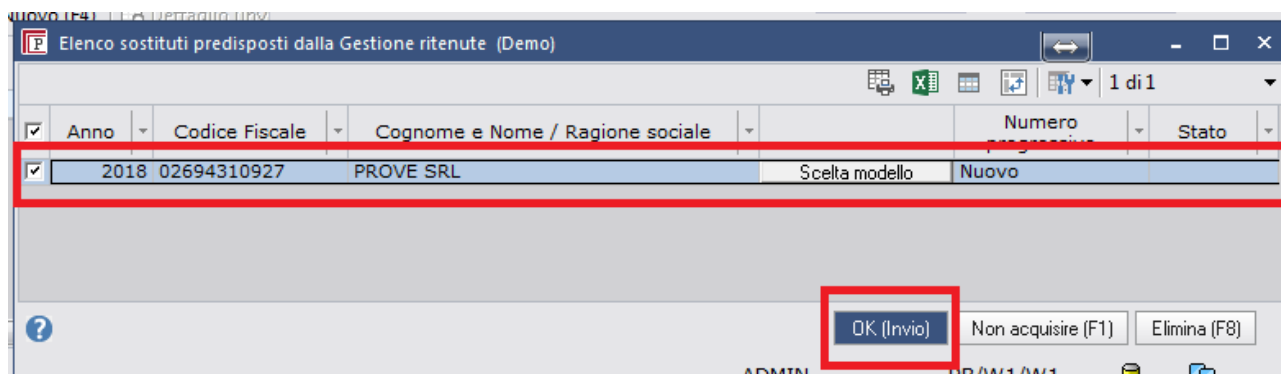 Nuovo (F4) Dettaglio (Invi
P Elenco sostituti predisposti dalla Gestione ritenute (Demo)
1 di 1
Anno Codice Fiscale Cognome e Nome / Ragione sociale Numero progressivo Stato
2018 02694310927 PROVE SRL Scelta modello Nuovo
OK (Invio) Non acquisire (F1) Elimina (F8)
ADMIN